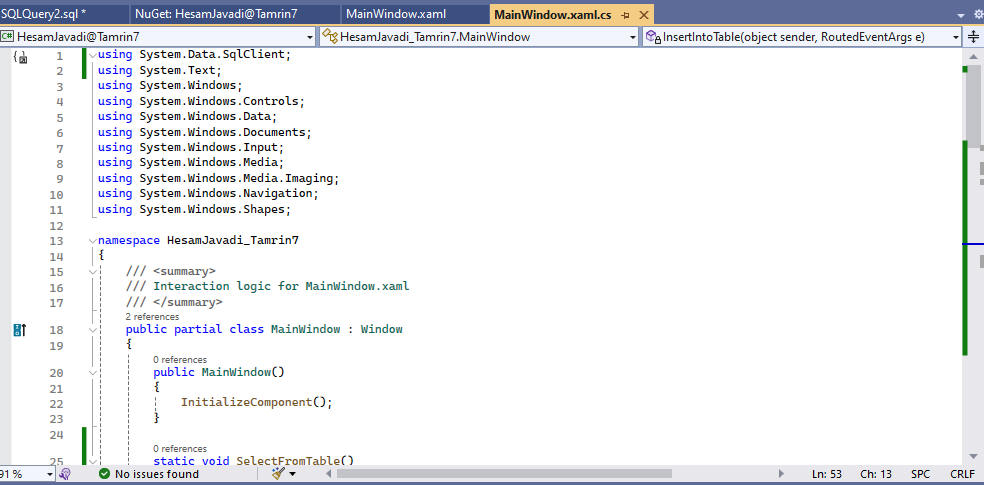 SQLQuery2.sql *
NuGet: HesamJavadi@Tamrin7
MainWindow.xaml
MainWindow.xaml.cs
C# HesamJavadi@Tamrin7
HesamJavadi_Tamrin7.MainWindow
InsertIntoTable(object sender, RoutedEventArgs e)
1 using System.Data.SqlClient;
2 using System.Text;
3 using System.Windows;
4 using System.Windows.Controls;
5 using System.Windows.Data;
6 using System.Windows.Documents;
7 using System.Windows.Input;
8 using System.Windows.Media;
9 using System.Windows.Media.Imaging;
10 using System.Windows.Navigation;
11 using System.Windows.Shapes;
12
13 namespace HesamJavadi_Tamrin7
14 {
15 /// <summary>
16 /// Interaction logic for MainWindow.xaml
17 /// </summary>
2 references
18 public partial class MainWindow : Window
19 {
0 references
20 public MainWindow()
21 {
22 InitializeComponent();
23 }
24
0 references
25 static void SelectFromTable()
91 %
No issues found
Ln: 53
Ch: 13
SPC
CRLF